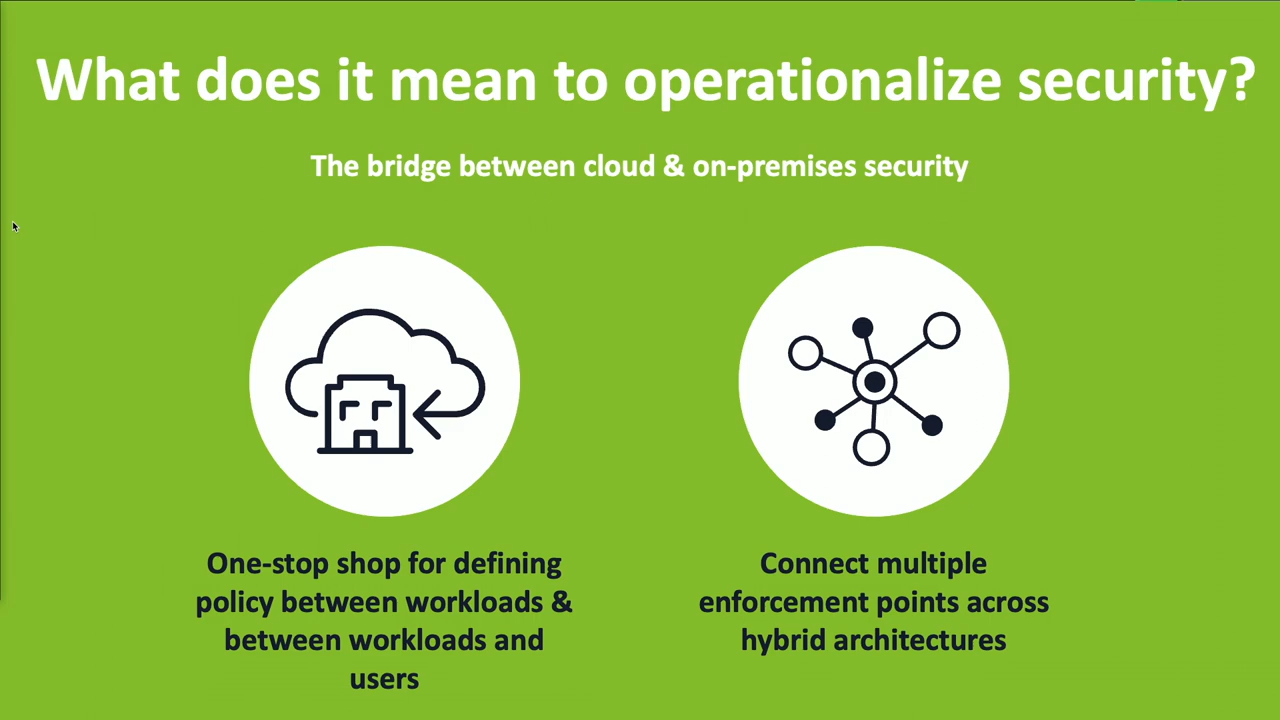 What does it mean to operationalize security?
The bridge between cloud & on-premises security
One-stop shop for defining
policy between workloads &
between workloads and
users
Connect multiple
enforcement points across
hybrid architectures